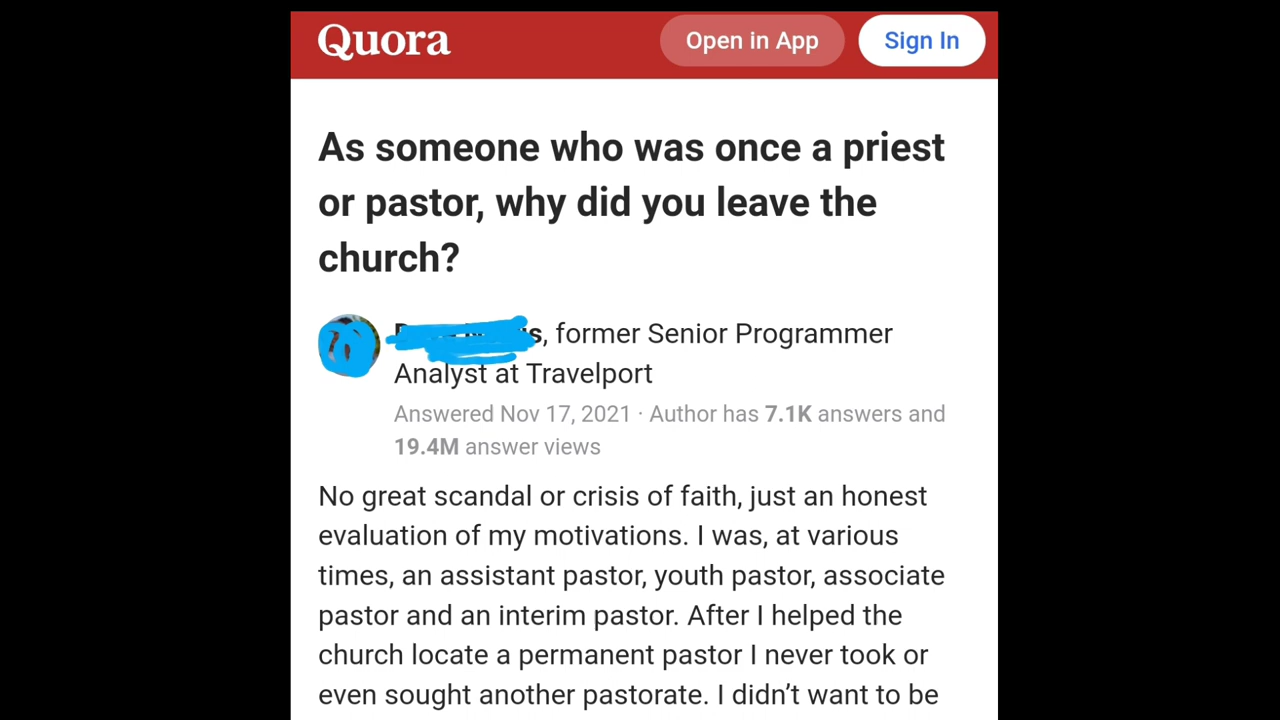 Quora
Open in App
Sign In
As someone who was once a priest
or pastor, why did you leave the
church?
, former Senior Programmer
Analyst at Travelport
Answered Nov 17, 2021 · Author has 7.1K answers and
19.4M answer views
No great scandal or crisis of faith, just an honest
evaluation of my motivations. I was, at various
times, an assistant pastor, youth pastor, associate
pastor and an interim pastor. After I helped the
church locate a permanent pastor I never took or
even sought another pastorate. I didn’t want to be